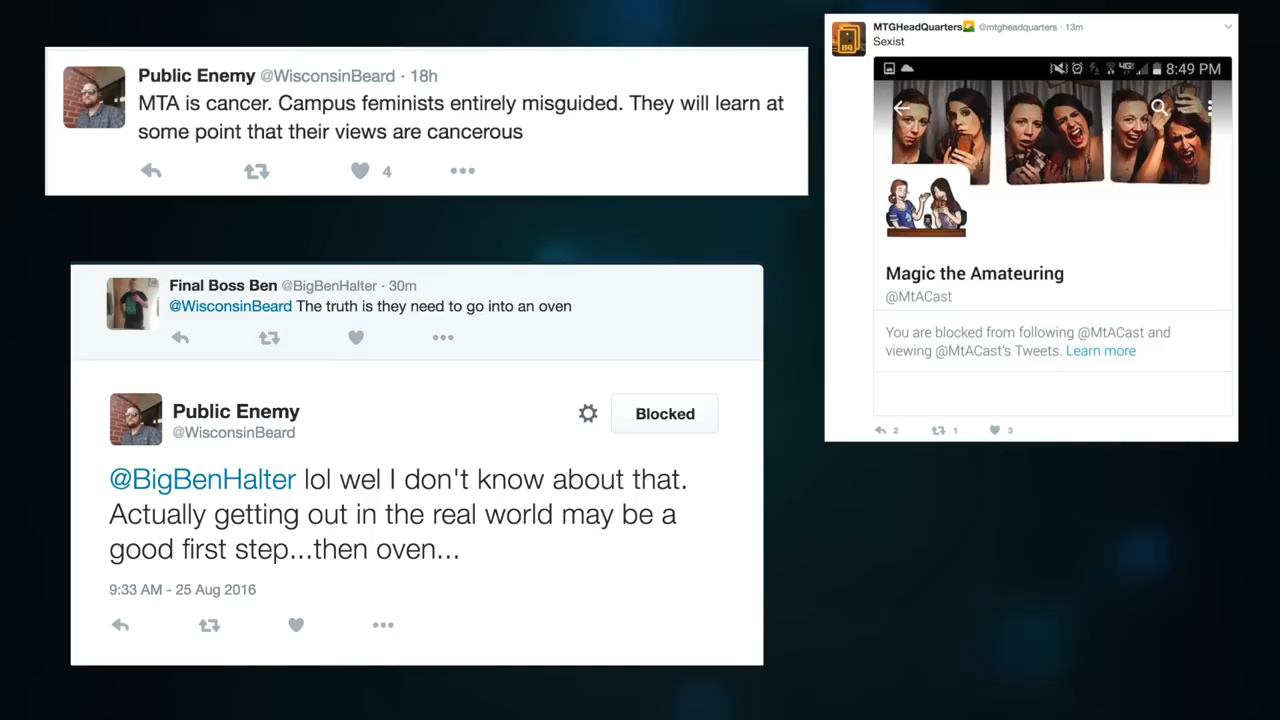 Public Enemy @WisconsinBeard · 18h
MTA is cancer. Campus feminists entirely misguided. They will learn at
some point that their views are cancerous
4
Final Boss Ben @BigBenHalter · 30m
@WisconsinBeard The truth is they need to go into an oven
Public Enemy
@WisconsinBeard
Blocked
@BigBenHalter lol wel I don't know about that.
Actually getting out in the real world may be a
good first step...then oven...
9:33 AM - 25 Aug 2016
MTGHeadQuarters @mtgheadquarters · 13m
Sexist
HQ
4G 8:49 PM
Magic the Amateuring
@MtACast
You are blocked from following @MtACast and
viewing @MtACast's Tweets. Learn more
2 1 3